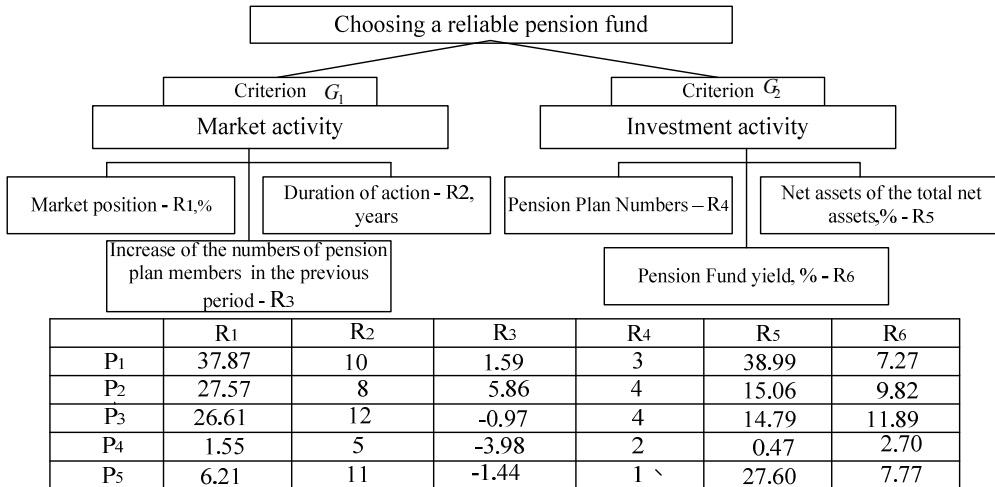 Choosing a reliable pension fund
Criterion G1
Market activity
Criterion G2
Investment activity
Market position - R1,%
Duration of action - R2,
years
Increase of the numbers of pension
plan members in the previous
period - R3
Pension Plan Numbers – R4
Net assets of the total net
assets,% - R5
Pension Fund yield, % - R6
R1 R2 R3 R4 R5 R6
P1 37.87 10 1.59 3 38.99 7.27
P2 27.57 8 5.86 4 15.06 9.82
P3 26.61 12 -0.97 4 14.79 11.89
P4 1.55 5 -3.98 2 0.47 2.70
P5 6.21 11 -1.44 1 27.60 7.77